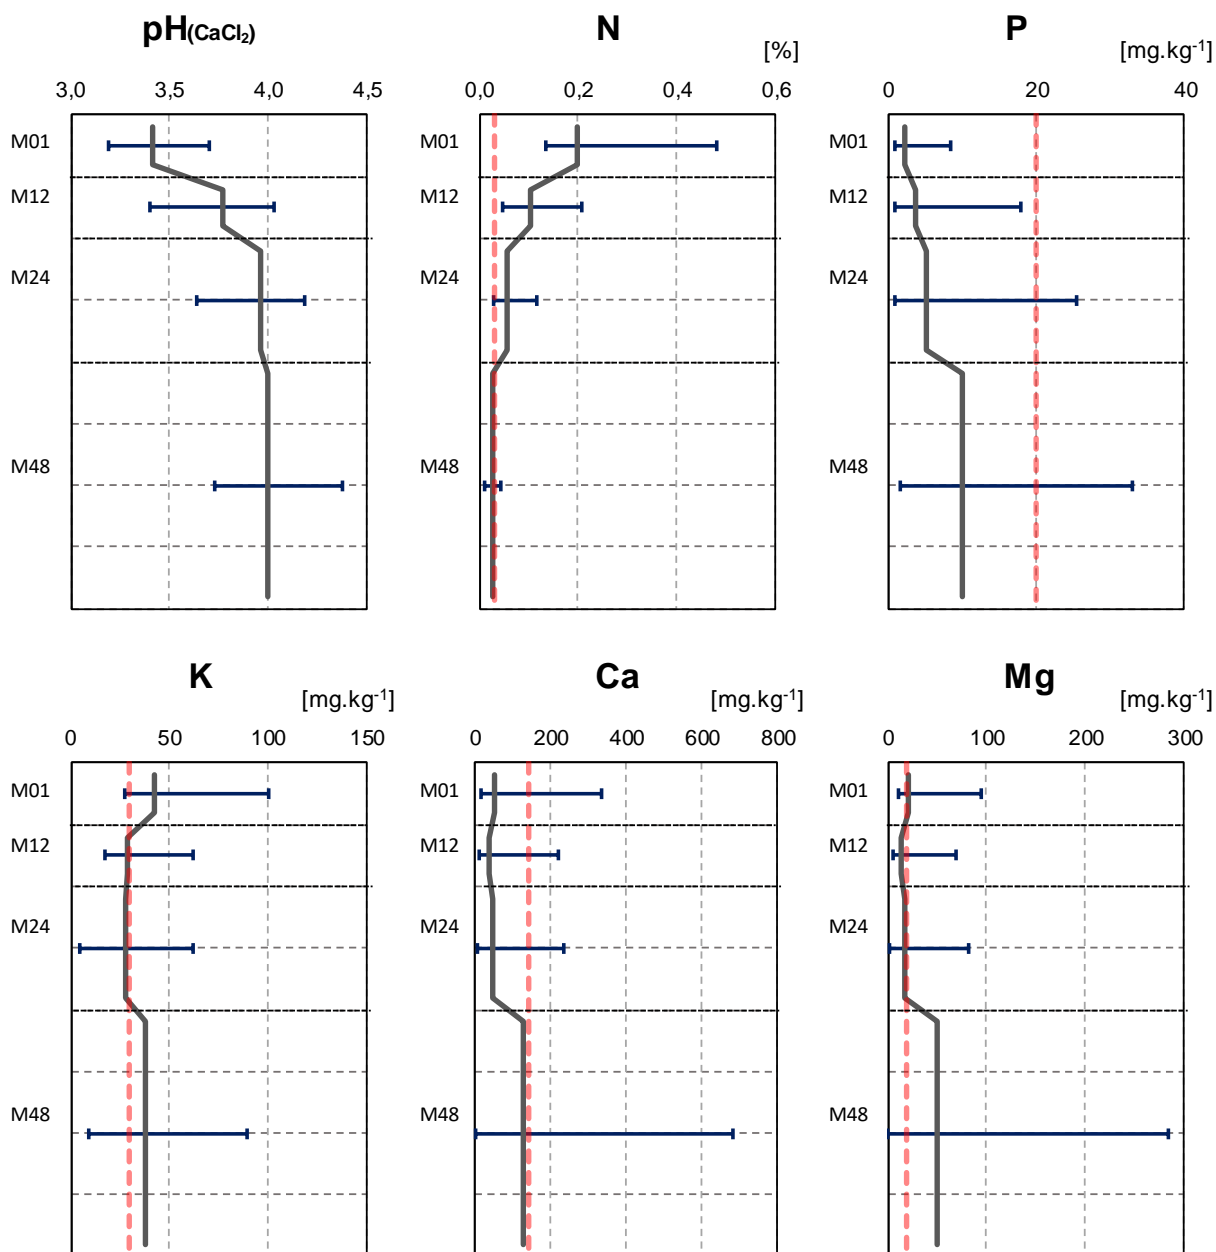 pH(CaCl₂) N P
[%] [mg.kg⁻¹]
3,0 3,5 4,0 4,5 0,0 0,2 0,4 0,6 0 20 40
M01 M01 M01
M12 M12 M12
M24 M24 M24
M48 M48 M48
K Ca Mg
[mg.kg⁻¹] [mg.kg⁻¹] [mg.kg⁻¹]
0 50 100 150 0 200 400 600 800 0 100 200 300
M01 M01 M01
M12 M12 M12
M24 M24 M24
M48 M48 M48